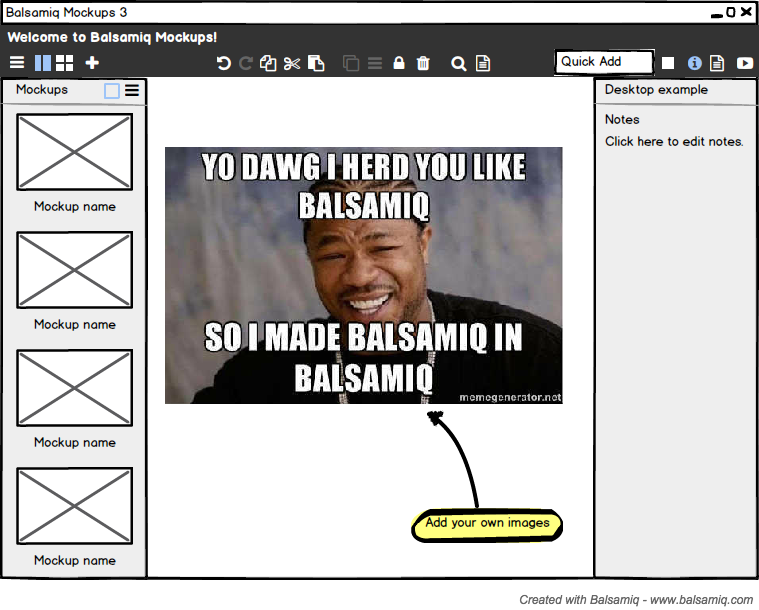 Balsamiq Mockups 3
Welcome to Balsamiq Mockups!
Quick Add
Mockups
Mockup name
Mockup name
Mockup name
Mockup name
YO DAWG I HERD YOU LIKE
BALSAMIQ
SO I MADE BALSAMIQ IN
BALSAMIQ
memegenerator.net
Add your own images
Desktop example
Notes
Click here to edit notes.
Created with Balsamiq - www.balsamiq.com